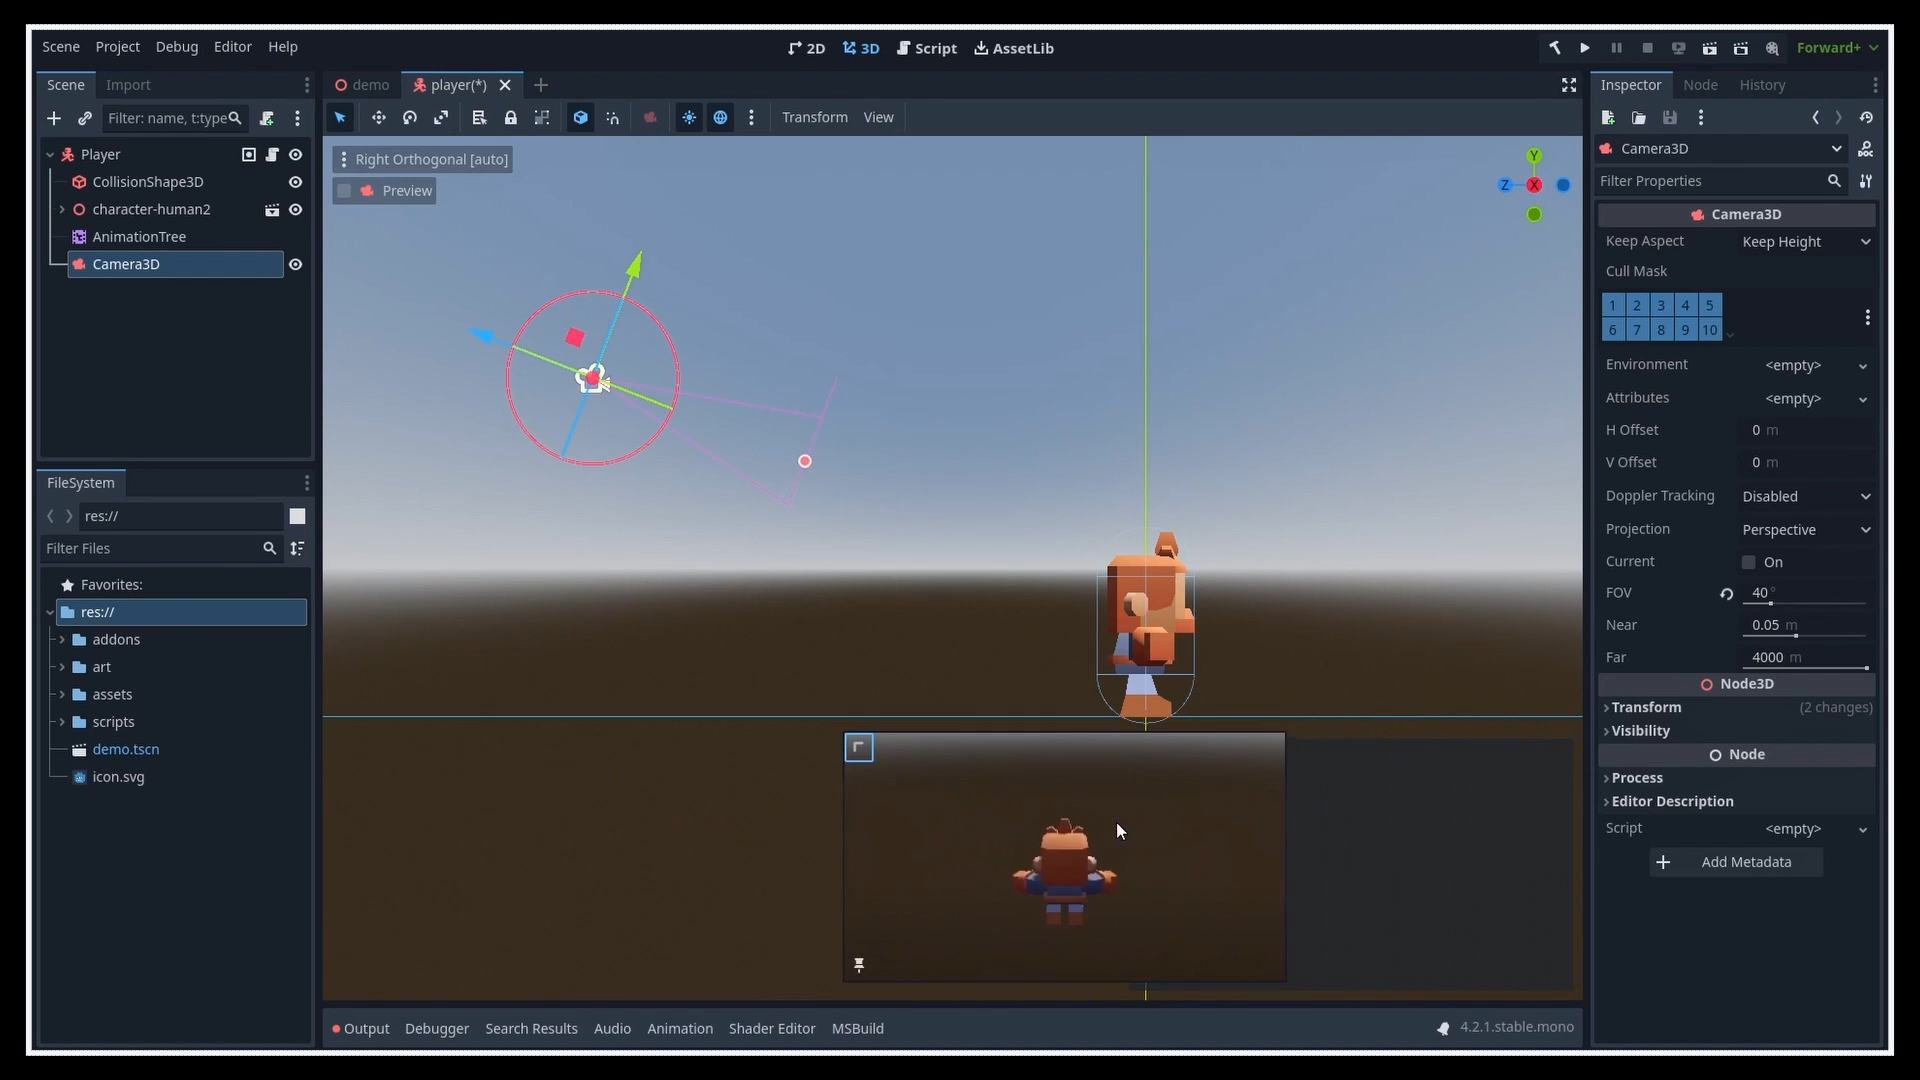 Scene Project Debug Editor Help
2D 3D Script AssetLib
Forward+
Scene Import
Filter: name, t:type
Player
CollisionShape3D
character-human2
AnimationTree
Camera3D
FileSystem
res://
Filter Files
Favorites:
res://
addons
art
assets
scripts
demo.tscn
icon.svg
demo player(*)
Transform View
Right Orthogonal [auto]
Preview
Y
Z X
Output Debugger Search Results Audio Animation Shader Editor MSBuild
4.2.1.stable.mono
Inspector Node History
Camera3D
DOC
Filter Properties
Camera3D
Keep Aspect Keep Height
Cull Mask
1 2 3 4 5
6 7 8 9 10
Environment <empty>
Attributes <empty>
H Offset 0 m
V Offset 0 m
Doppler Tracking Disabled
Projection Perspective
Current On
FOV 40 °
Near 0.05 m
Far 4000 m
Node3D
Transform (2 changes)
Visibility
Node
Process
Editor Description
Script <empty>
Add Metadata